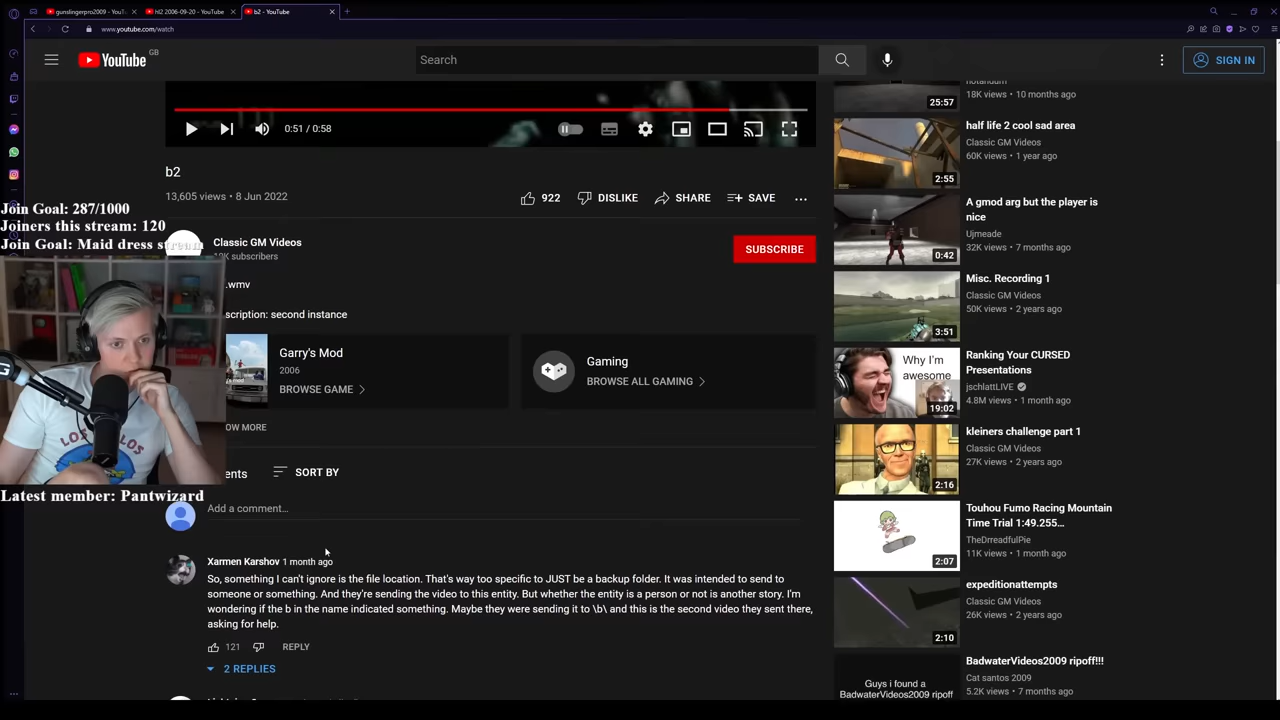 gunslingerpro2009 - You
hl2 2006-09-20 - YouTube
b2 - YouTube
www.youtube.com/watch
YouTube GB
Search
SIGN IN
0:51 / 0:58
b2
13,605 views • 8 Jun 2022
922
DISLIKE
SHARE
SAVE
Join Goal: 287/1000
Joiners this stream: 120
Join Goal: Maid dress stream
Classic GM Videos
subscribers
SUBSCRIBE
.wmv
scription: second instance
Garry's Mod
2006
BROWSE GAME
Gaming
BROWSE ALL GAMING
OW MORE
ents
SORT BY
Latest member: Pantwizard
Add a comment...
Xarmen Karshov 1 month ago
So, something I can't ignore is the file location. That's way too specific to JUST be a backup folder. It was intended to send to
someone or something. And they're sending the video to this entity. But whether the entity is a person or not is another story. I'm
wondering if the b in the name indicated something. Maybe they were sending it to \b\ and this is the second video they sent there,
asking for help.
121
REPLY
2 REPLIES
25:57
18K views • 10 months ago
half life 2 cool sad area
Classic GM Videos
60K views • 1 year ago
2:55
A gmod arg but the player is
nice
Ujmeade
32K views • 7 months ago
0:42
Misc. Recording 1
Classic GM Videos
50K views • 2 years ago
3:51
Why I'm
awesome
19:02
Ranking Your CURSED
Presentations
jschlattLIVE
4.8M views • 1 month ago
kleiners challenge part 1
Classic GM Videos
27K views • 2 years ago
2:16
Touhou Fumo Racing Mountain
Time Trial 1:49.255...
TheDrreadfulPie
11K views • 1 month ago
2:07
expeditionattempts
Classic GM Videos
26K views • 2 years ago
2:10
BadwaterVideos2009 ripoff!!!
Cat santos 2009
5.2K views • 7 months ago
Guys i found a
BadwaterVideos2009 ripoff